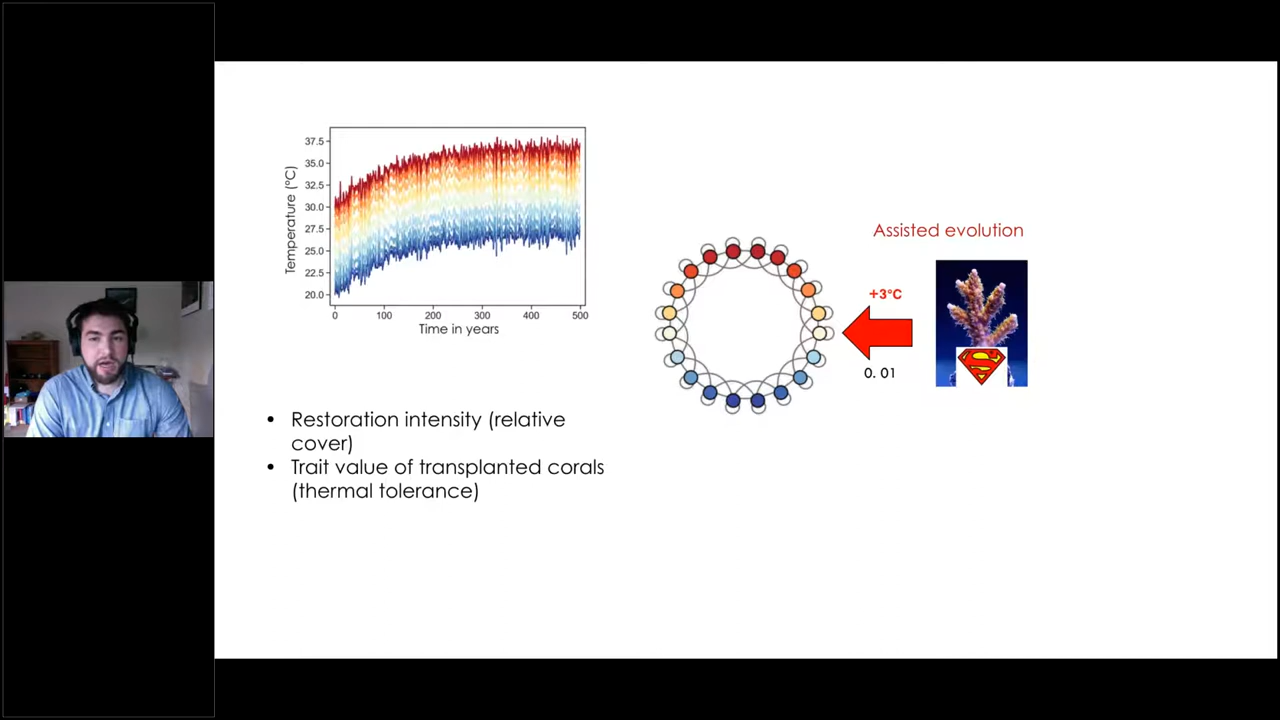 37.5
35.0
32.5
30.0
27.5
25.0
22.5
20.0
Temperature (°C)
0 100 200 300 400 500
Time in years
• Restoration intensity (relative
cover)
• Trait value of transplanted corals
(thermal tolerance)
Assisted evolution
+3°C
0. 01
S